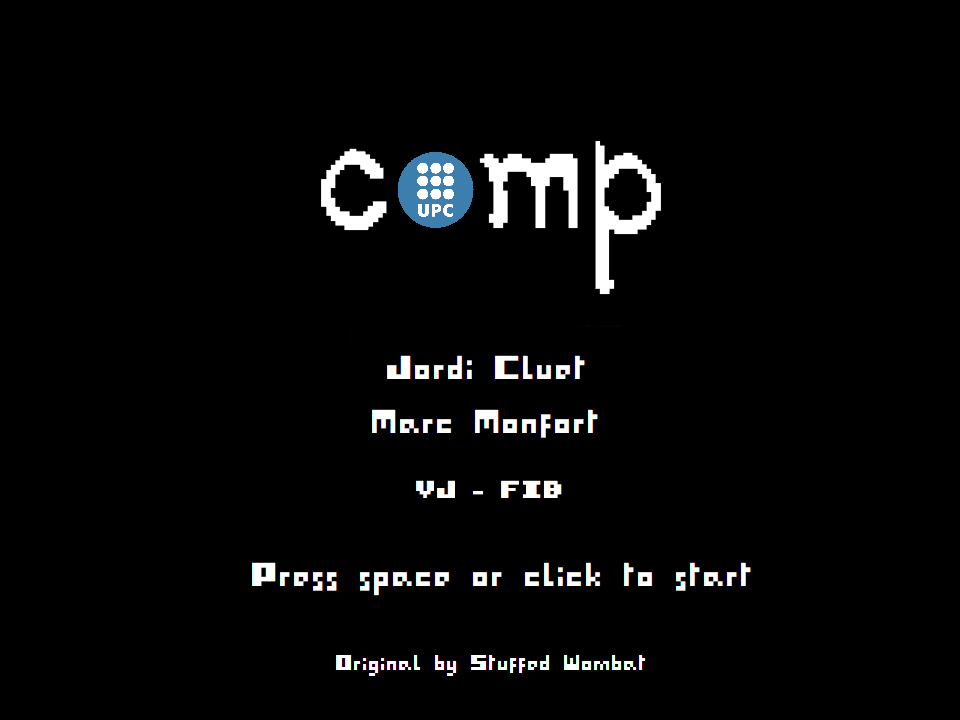 comp
UPC
Jordi Cluet
Marc Monfort
VJ - FIB
Press space or click to start
Original by Stuffed Wombat